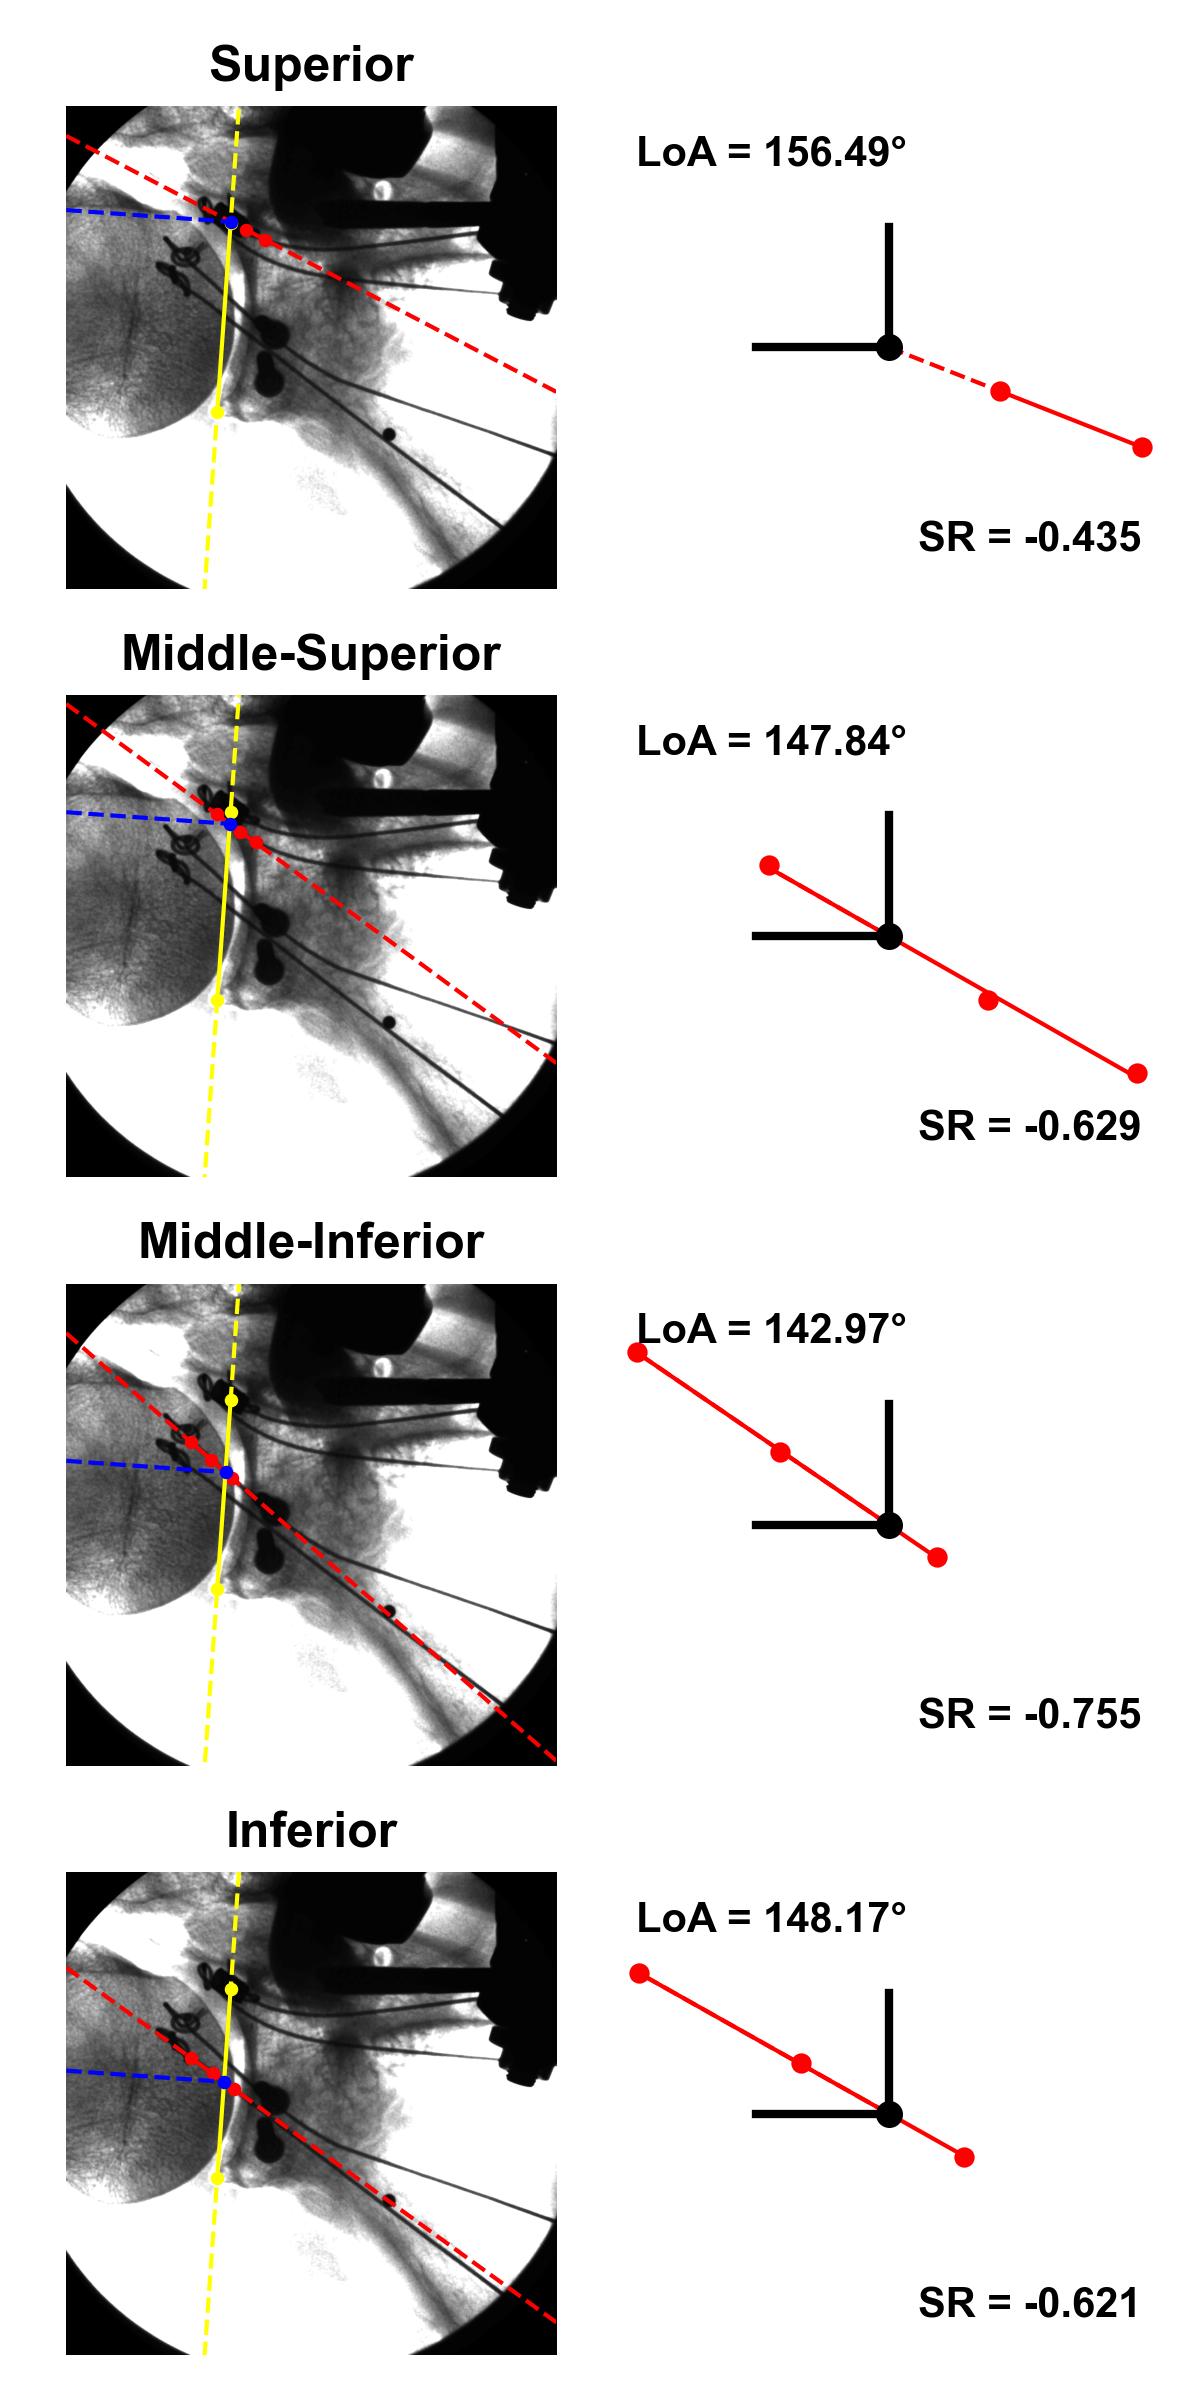 Superior
LoA = 156.49°
SR = -0.435
Middle-Superior
LoA = 147.84°
SR = -0.629
Middle-Inferior
LoA = 142.97°
SR = -0.755
Inferior
LoA = 148.17°
SR = -0.621